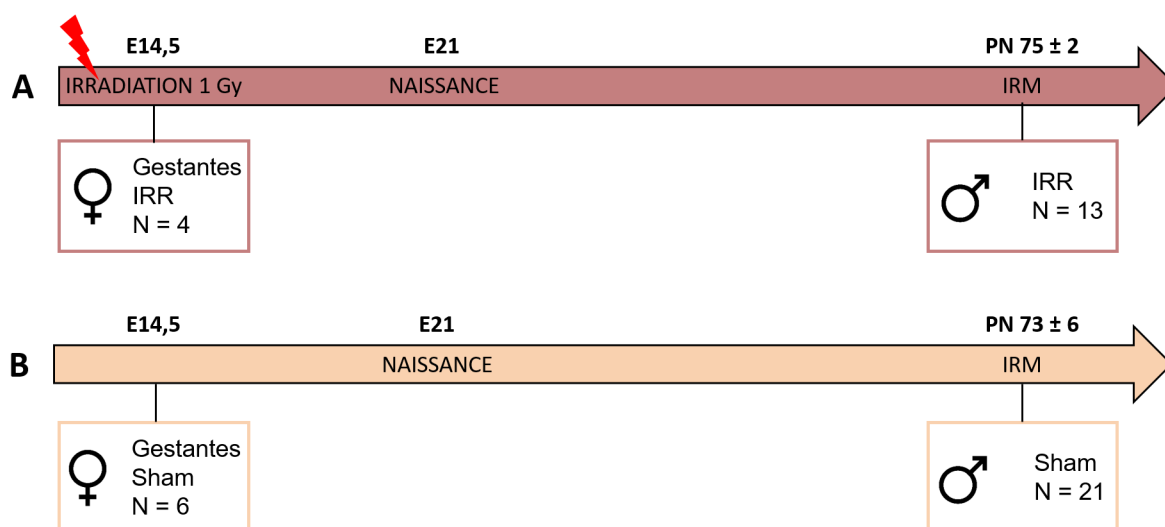 E14,5 E21 PN 75 ± 2
A IRRADIATION 1 Gy NAISSANCE IRM
Gestantes
IRR
N = 4
IRR
N = 13
E14,5 E21 PN 73 ± 6
B NAISSANCE IRM
Gestantes
Sham
N = 6
Sham
N = 21